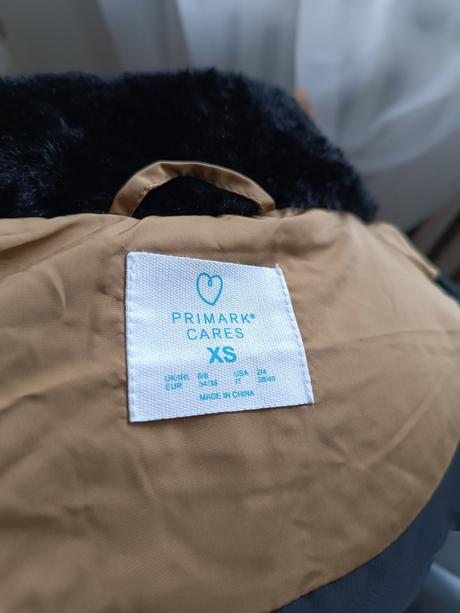 PRIMARK®
CARES
XS
UK/IRL 6/8 USA 2/4
EUR 34/36 IT 38/40
MADE IN CHINA